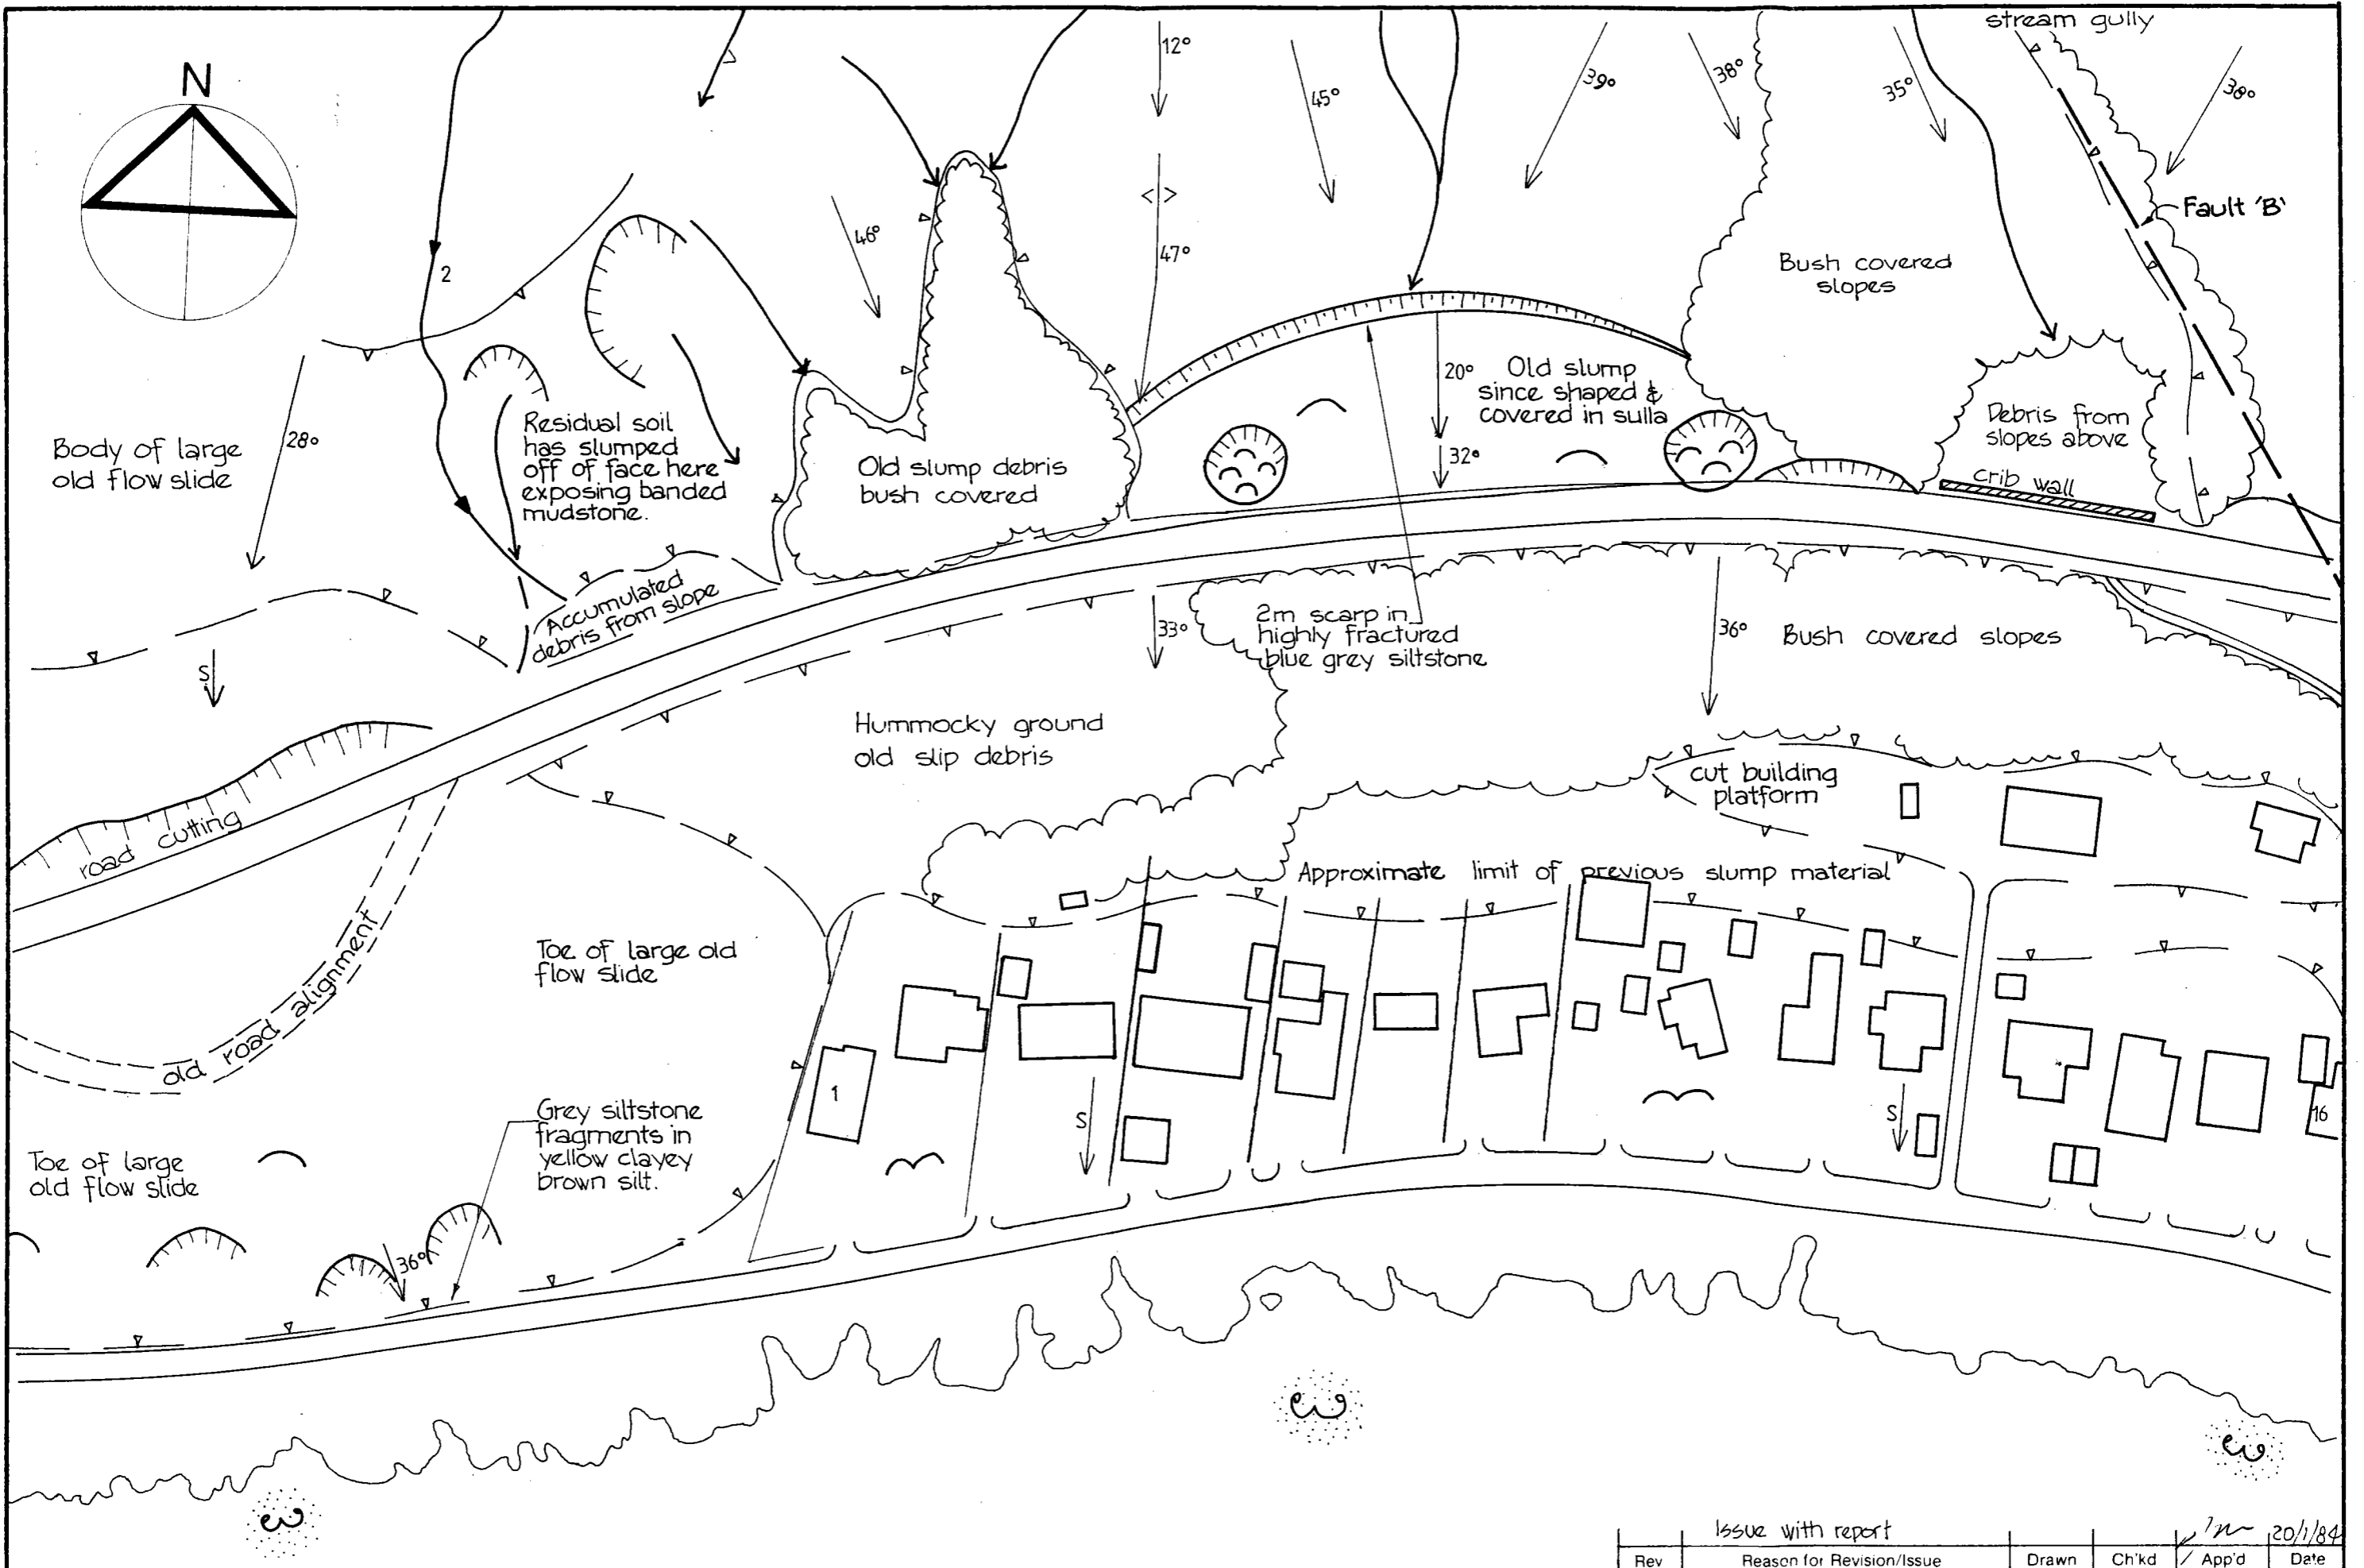 N
stream gully
12°
45°
39°
38°
35°
38°
Fault 'B'
2
46°
47°
Bush covered
slopes
28°
Body of large
old flow slide
Residual soil
has slumped
off of face here
exposing banded
mudstone.
Old slump debris
bush covered
20°
32°
Old slump
since shaped &
covered in sulla
Debris from
slopes above
crib wall
Accumulated
debris from slope
S
33°
2m scarp in
highly fractured
blue grey siltstone
36°
Bush covered slopes
Hummocky ground
old slip debris
cut building
platform
road cutting
Approximate limit of previous slump material
old road alignment
Toe of large old
flow slide
1
S
S
16
Grey siltstone
fragments in
yellow clayey
brown silt.
Toe of large
old flow slide
36°
Issue with report
20/1/84
Rev
Reason for Revision/Issue
Drawn
Ch'kd
App'd
Date